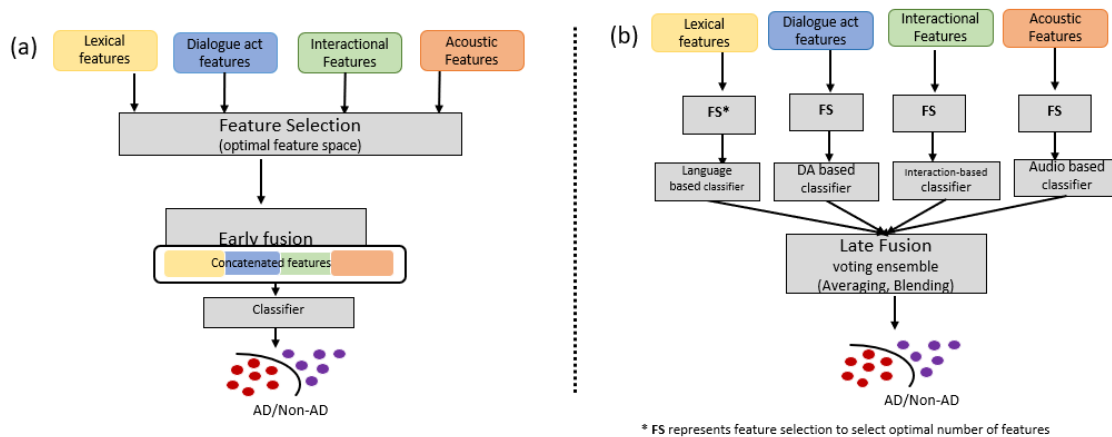 (a)
Lexical
features
Dialogue act
features
Interactional
Features
Acoustic
Features
Feature Selection
(optimal feature space)
Early fusion
Concatenated features
Classifier
AD/Non-AD
(b)
Lexical
features
Dialogue act
features
Interactional
Features
Acoustic
Features
FS*
FS
FS
FS
Language
based classifier
DA based
classifier
Interaction-based
classifier
Audio based
classifier
Late Fusion
voting ensemble
(Averaging, Blending)
AD/Non-AD
* FS represents feature selection to select optimal number of features